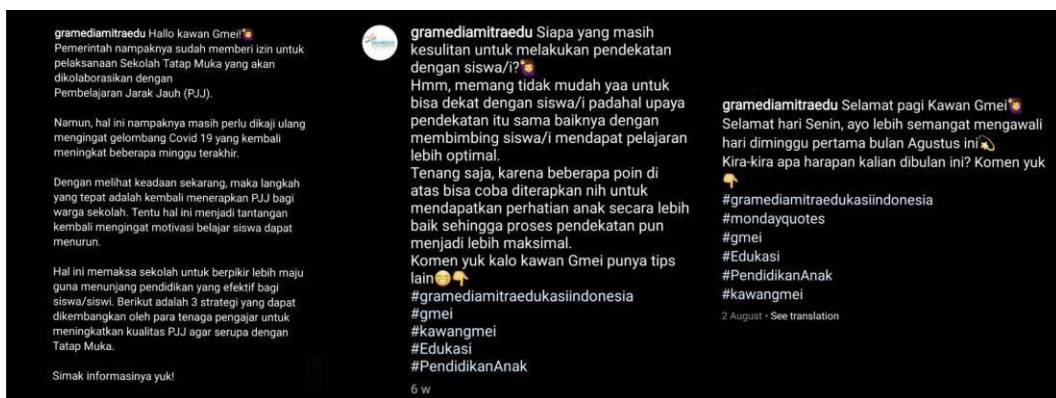 gramediamitraedu Hallo kawan Gmei!🙋‍♀️
Pemerintah nampaknya sudah memberi izin untuk
pelaksanaan Sekolah Tatap Muka yang akan
dikolaborasikan dengan
Pembelajaran Jarak Jauh (PJJ).
Namun, hal ini nampaknya masih perlu dikaji ulang
mengingat gelombang Covid 19 yang kembali
meningkat beberapa minggu terakhir.
Dengan melihat keadaan sekarang, maka langkah
yang tepat adalah kembali menerapkan PJJ bagi
warga sekolah. Tentu hal ini menjadi tantangan
kembali mengingat motivasi belajar siswa dapat
menurun.
Hal ini memaksa sekolah untuk berpikir lebih maju
guna menunjang pendidikan yang efektif bagi
siswa/siswi. Berikut adalah 3 strategi yang dapat
dikembangkan oleh para tenaga pengajar untuk
meningkatkan kualitas PJJ agar serupa dengan
Tatap Muka.
Simak informasinya yuk!
GRAMEDIA
gramediamitraedu Siapa yang masih
kesulitan untuk melakukan pendekatan
dengan siswa/i?🙋‍♀️
Hmm, memang tidak mudah yaa untuk
bisa dekat dengan siswa/i padahal upaya
pendekatan itu sama baiknya dengan
membimbing siswa/i mendapat pelajaran
lebih optimal.
Tenang saja, karena beberapa poin di
atas bisa coba diterapkan nih untuk
mendapatkan perhatian anak secara lebih
baik sehingga proses pendekatan pun
menjadi lebih maksimal.
Komen yuk kalo kawan Gmei punya tips
lain😁👇
#gramediamitraedukasiindonesia
#gmei
#kawangmei
#Edukasi
#PendidikanAnak
6 w
gramediamitraedu Selamat pagi Kawan Gmei🙋‍♀️
Selamat hari Senin, ayo lebih semangat mengawali
hari diminggu pertama bulan Agustus ini💫
Kira-kira apa harapan kalian dibulan ini? Komen yuk
👇
#gramediamitraedukasiindonesia
#mondayquotes
#gmei
#Edukasi
#PendidikanAnak
#kawangmei
2 August • See translation